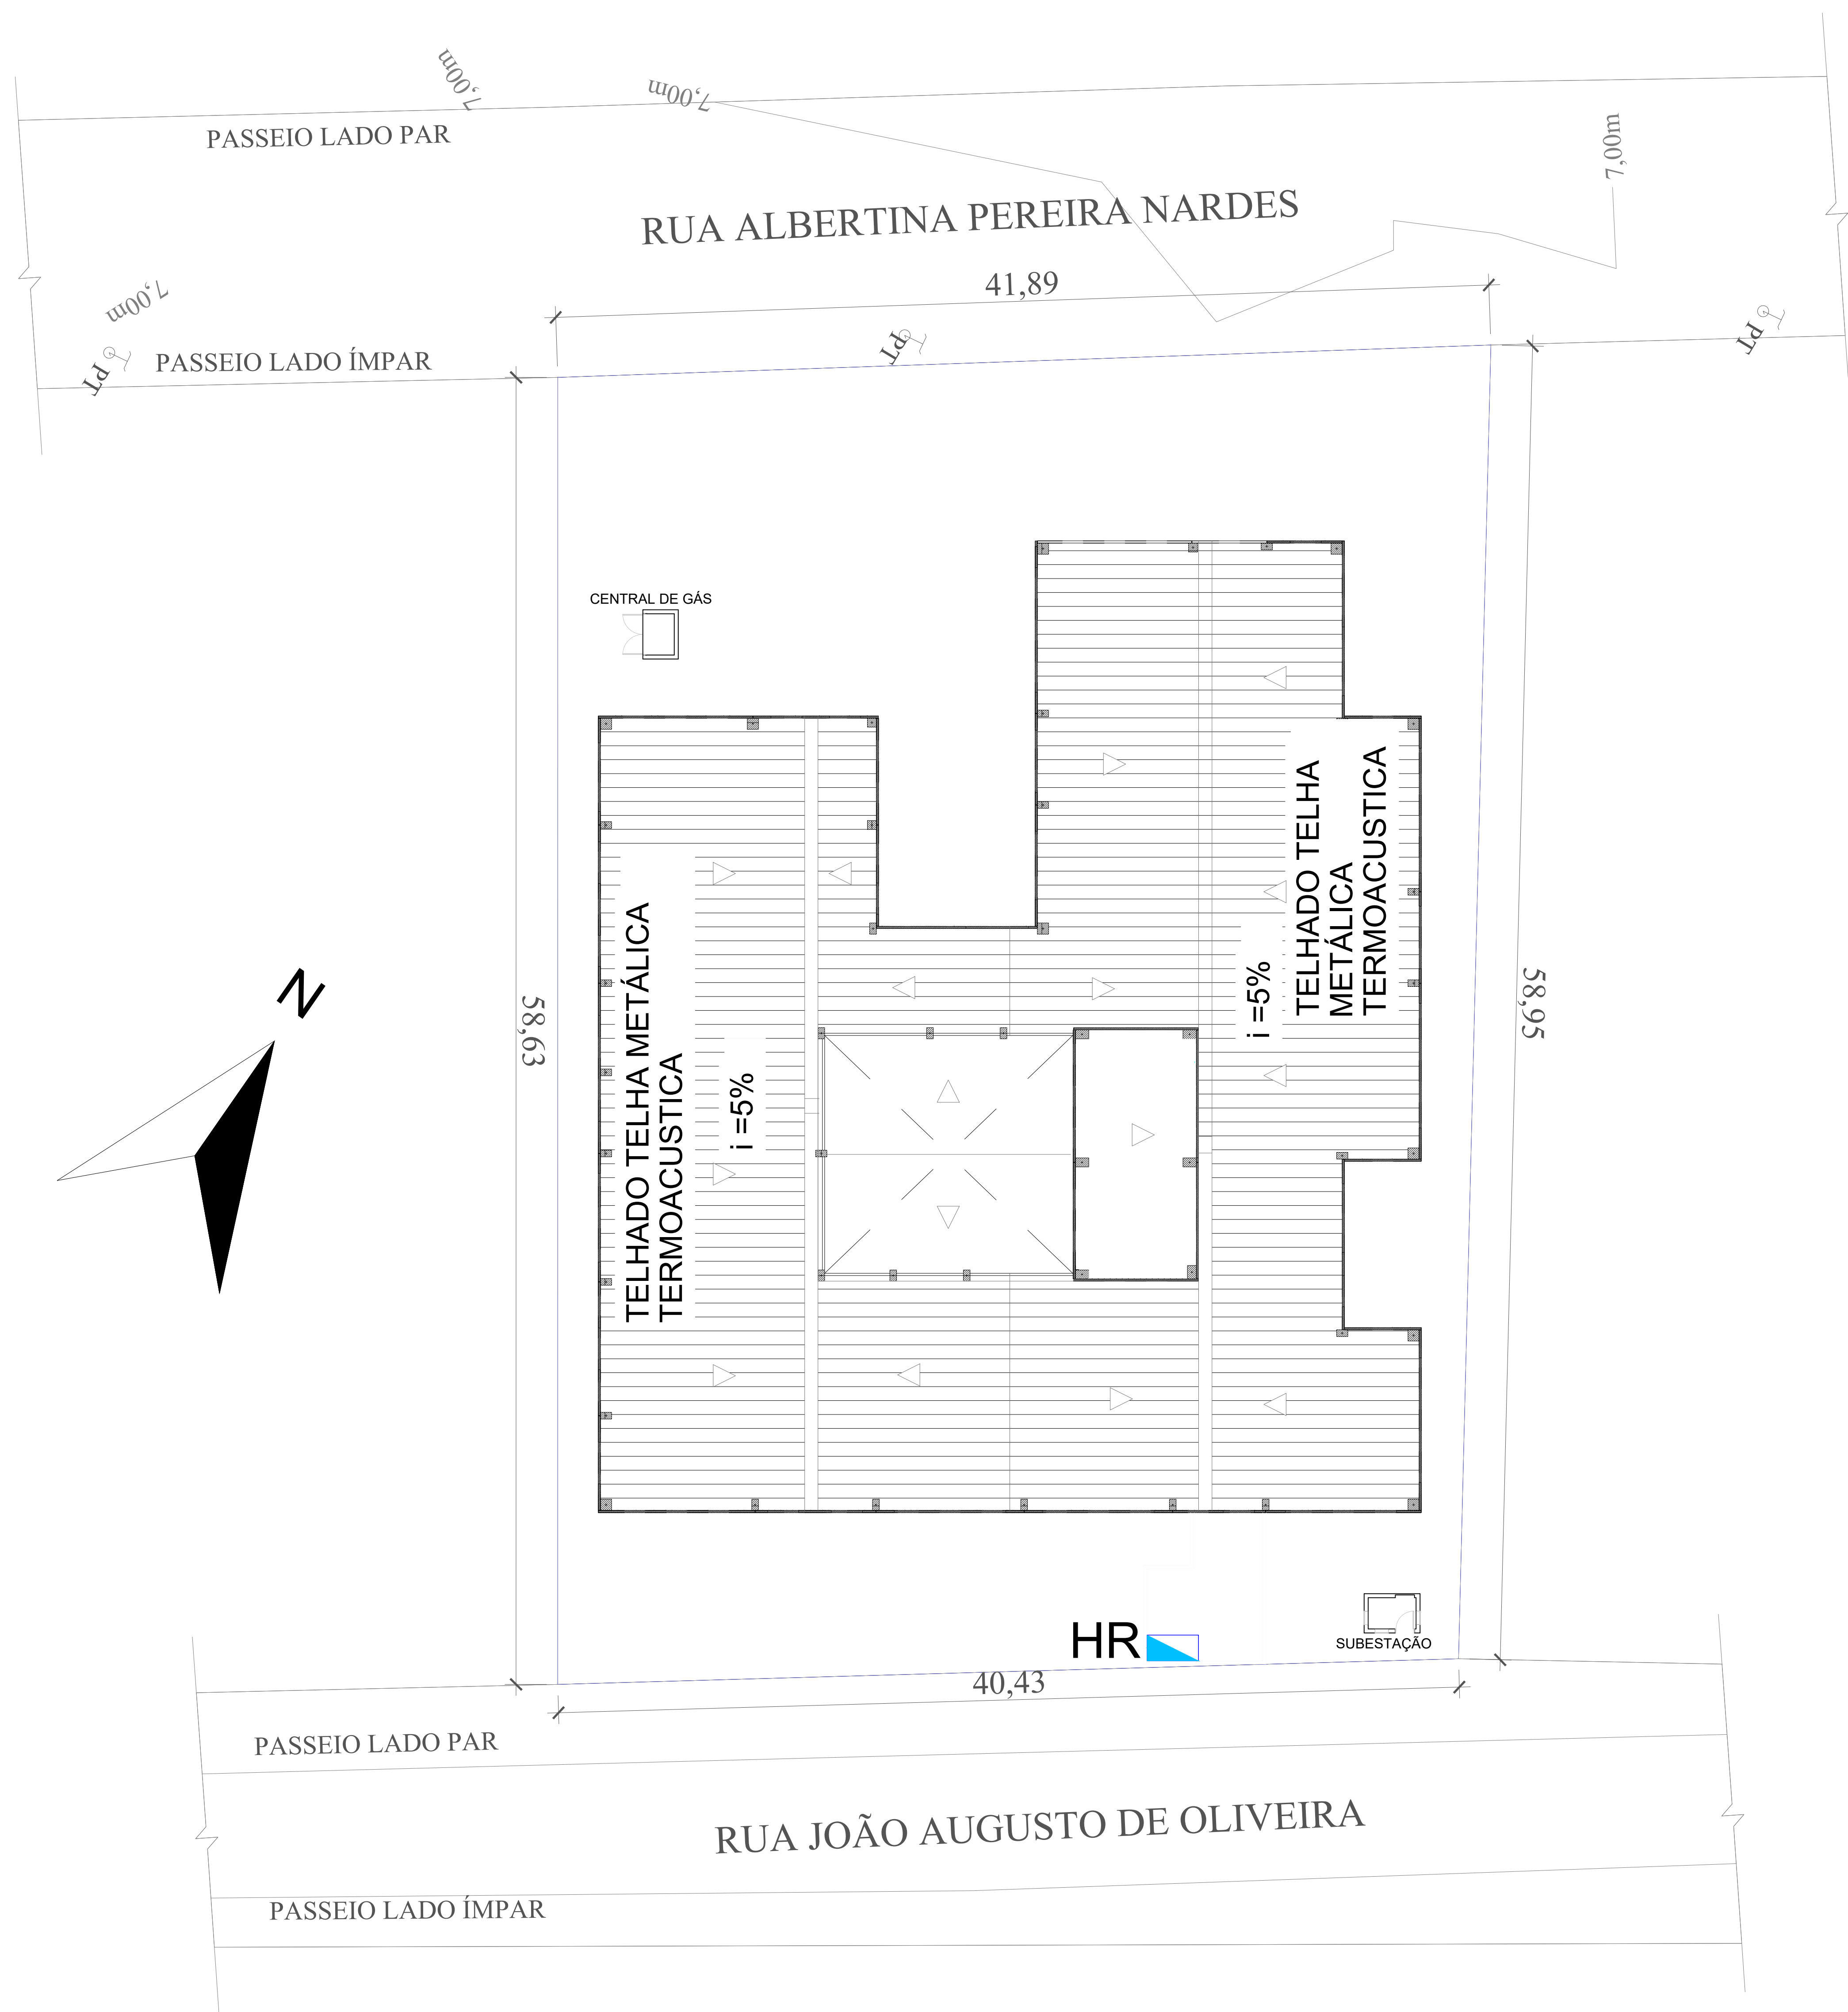 7,00m
7,00m
7,00m
PASSEIO LADO PAR
RUA ALBERTINA PEREIRA NARDES
41,89
7,00m
PT
PASSEIO LADO ÍMPAR
PT
PT
CENTRAL DE GÁS
N
58,63
TELHADO TELHA METÁLICA
TERMOACUSTICA
i =5%
i =5%
TELHADO TELHA
METÁLICA
TERMOACUSTICA
58,95
HR
SUBESTAÇÃO
40,43
PASSEIO LADO PAR
RUA JOÃO AUGUSTO DE OLIVEIRA
PASSEIO LADO ÍMPAR